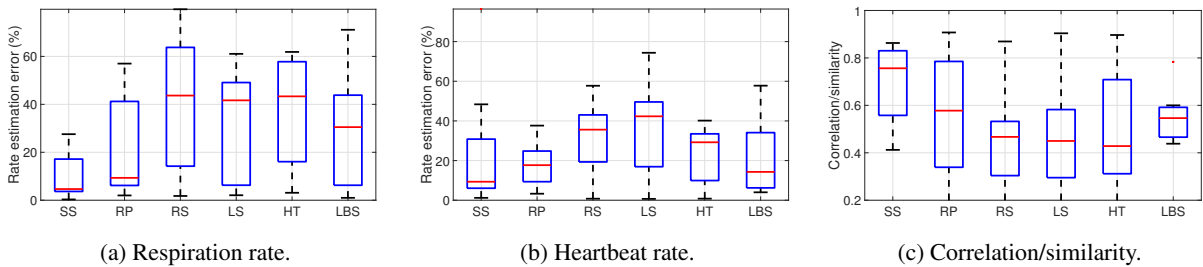 Rate estimation error (%)
60
40
20
0
SS RP RS LS HT LBS
(a) Respiration rate.
Rate estimation error (%)
80
60
40
20
0
SS RP RS LS HT LBS
(b) Heartbeat rate.
Correlation/similarity
1
0.8
0.6
0.4
0.2
SS RP RS LS HT LBS
(c) Correlation/similarity.